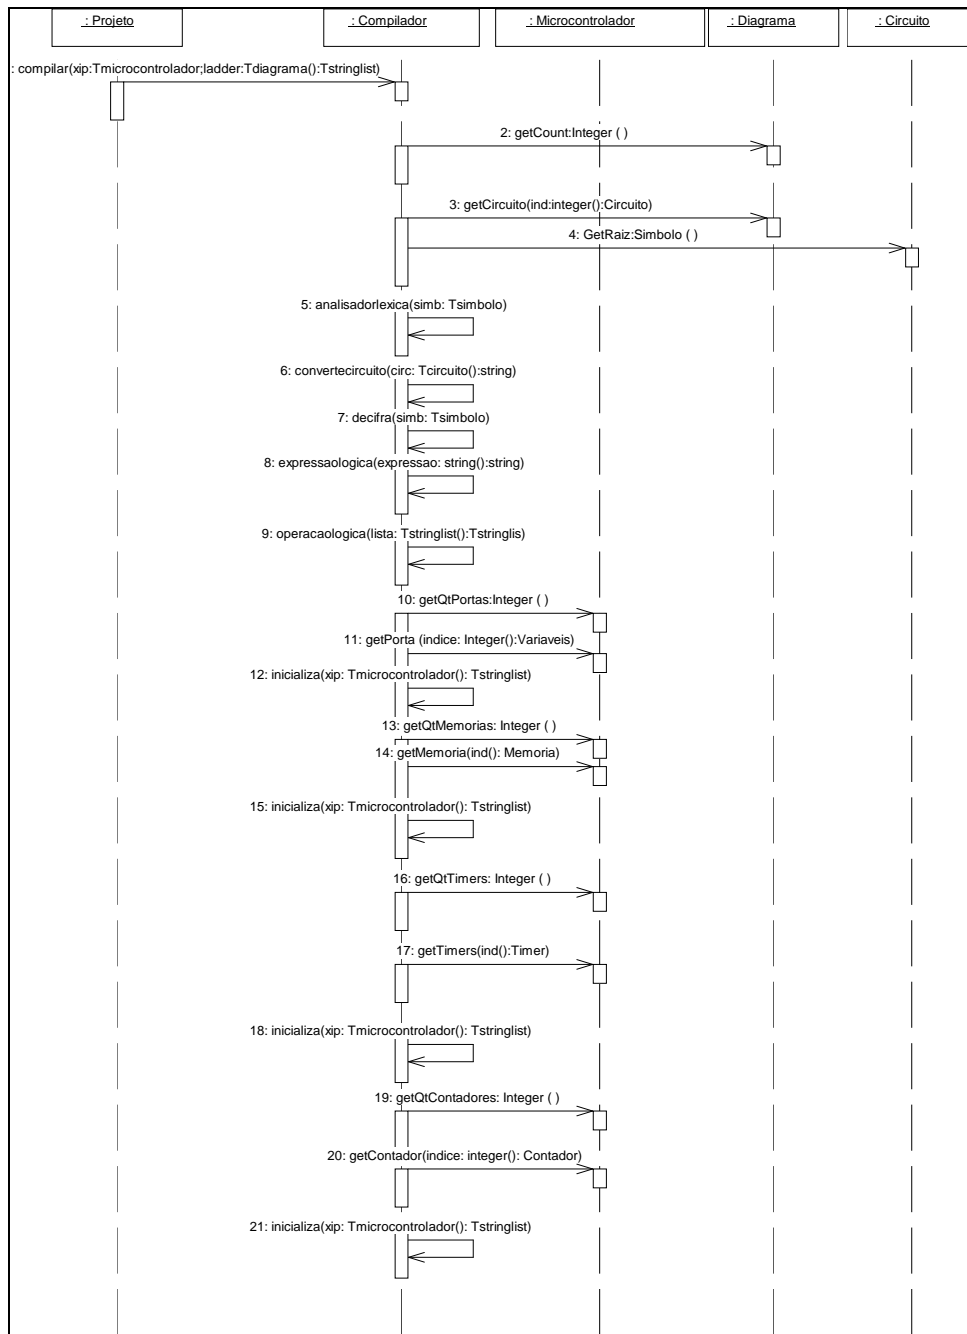 : Projeto
: Compilador
: Microcontrolador
: Diagrama
: Circuito
: compilar(xip:Tmicrocontrolador;ladder:Tdiagrama():Tstringlist)
2: getCount:Integer ( )
3: getCircuito(ind:integer():Circuito)
4: GetRaiz:Simbolo ( )
5: analisadorlexica(simb: Tsimbolo)
6: convertecircuito(circ: Tcircuito():string)
7: decifra(simb: Tsimbolo)
8: expressaologica(expressao: string():string)
9: operacaologica(lista: Tstringlist():Tstringlis)
10: getQtPortas:Integer ( )
11: getPorta (indice: Integer():Variaveis)
12: inicializa(xip: Tmicrocontrolador(): Tstringlist)
13: getQtMemorias: Integer ( )
14: getMemoria(ind(): Memoria)
15: inicializa(xip: Tmicrocontrolador(): Tstringlist)
16: getQtTimers: Integer ( )
17: getTimers(ind():Timer)
18: inicializa(xip: Tmicrocontrolador(): Tstringlist)
19: getQtContadores: Integer ( )
20: getContador(indice: integer(): Contador)
21: inicializa(xip: Tmicrocontrolador(): Tstringlist)